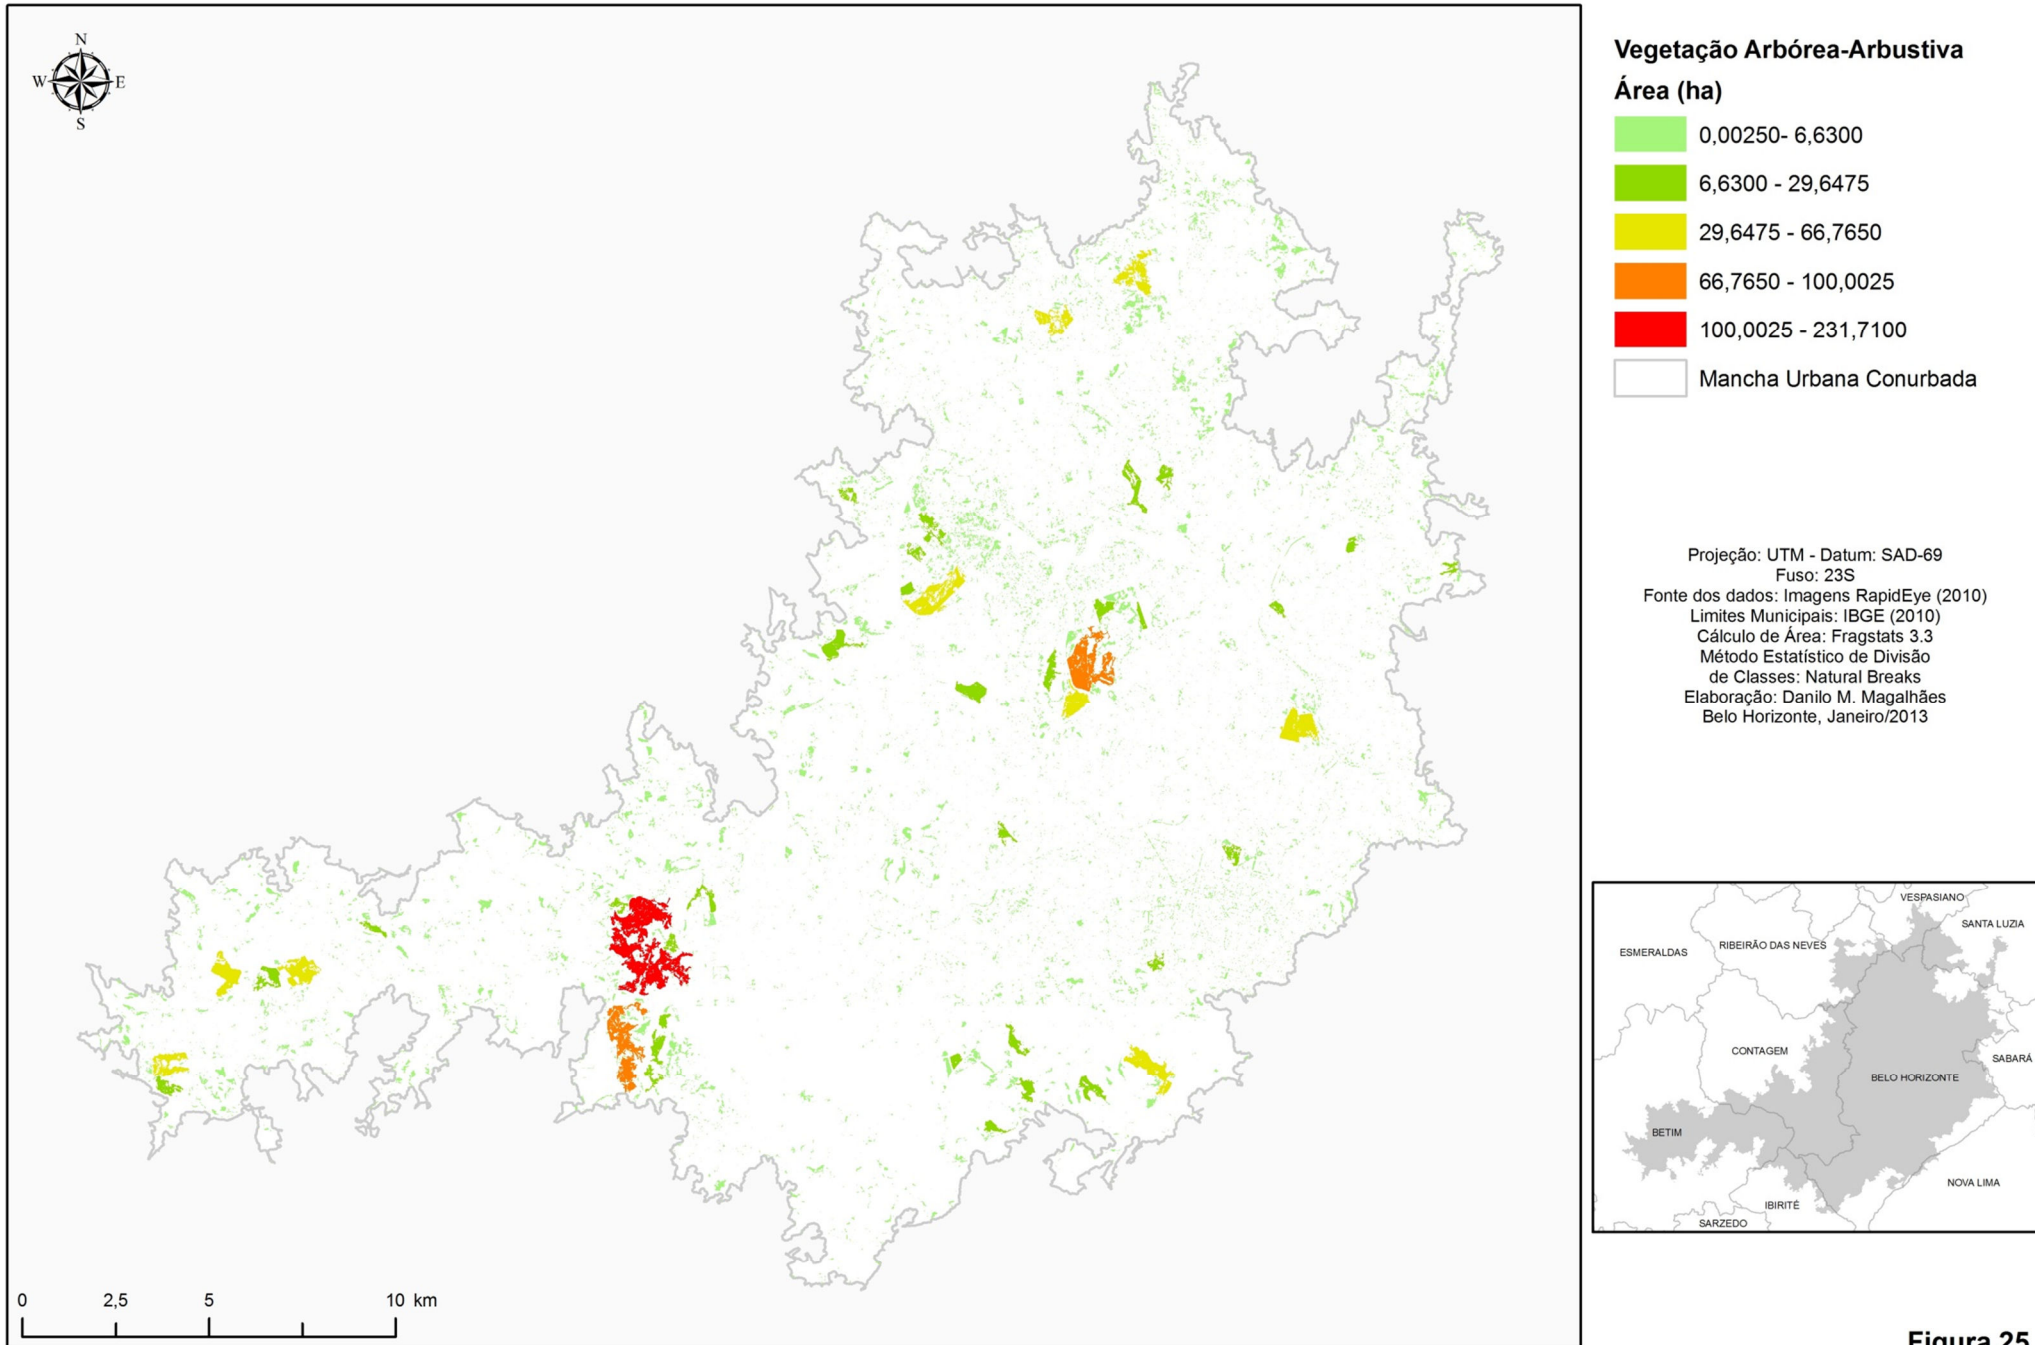 N
W
E
S
0
2,5
5
10 km
Vegetação Arbórea-Arbustiva
Área (ha)
0,00250- 6,6300
6,6300 - 29,6475
29,6475 - 66,7650
66,7650 - 100,0025
100,0025 - 231,7100
Mancha Urbana Conurbada
Projeção: UTM - Datum: SAD-69
Fuso: 23S
Fonte dos dados: Imagens RapidEye (2010)
Limites Municipais: IBGE (2010)
Cálculo de Área: Fragstats 3.3
Método Estatístico de Divisão
de Classes: Natural Breaks
Elaboração: Danilo M. Magalhães
Belo Horizonte, Janeiro/2013
VESPASIANO
SANTA LUZIA
RIBEIRÃO DAS NEVES
ESMERALDAS
CONTAGEM
SABARÁ
BELO HORIZONTE
BETIM
NOVA LIMA
IBIRITÉ
SARZEDO
Figura 25